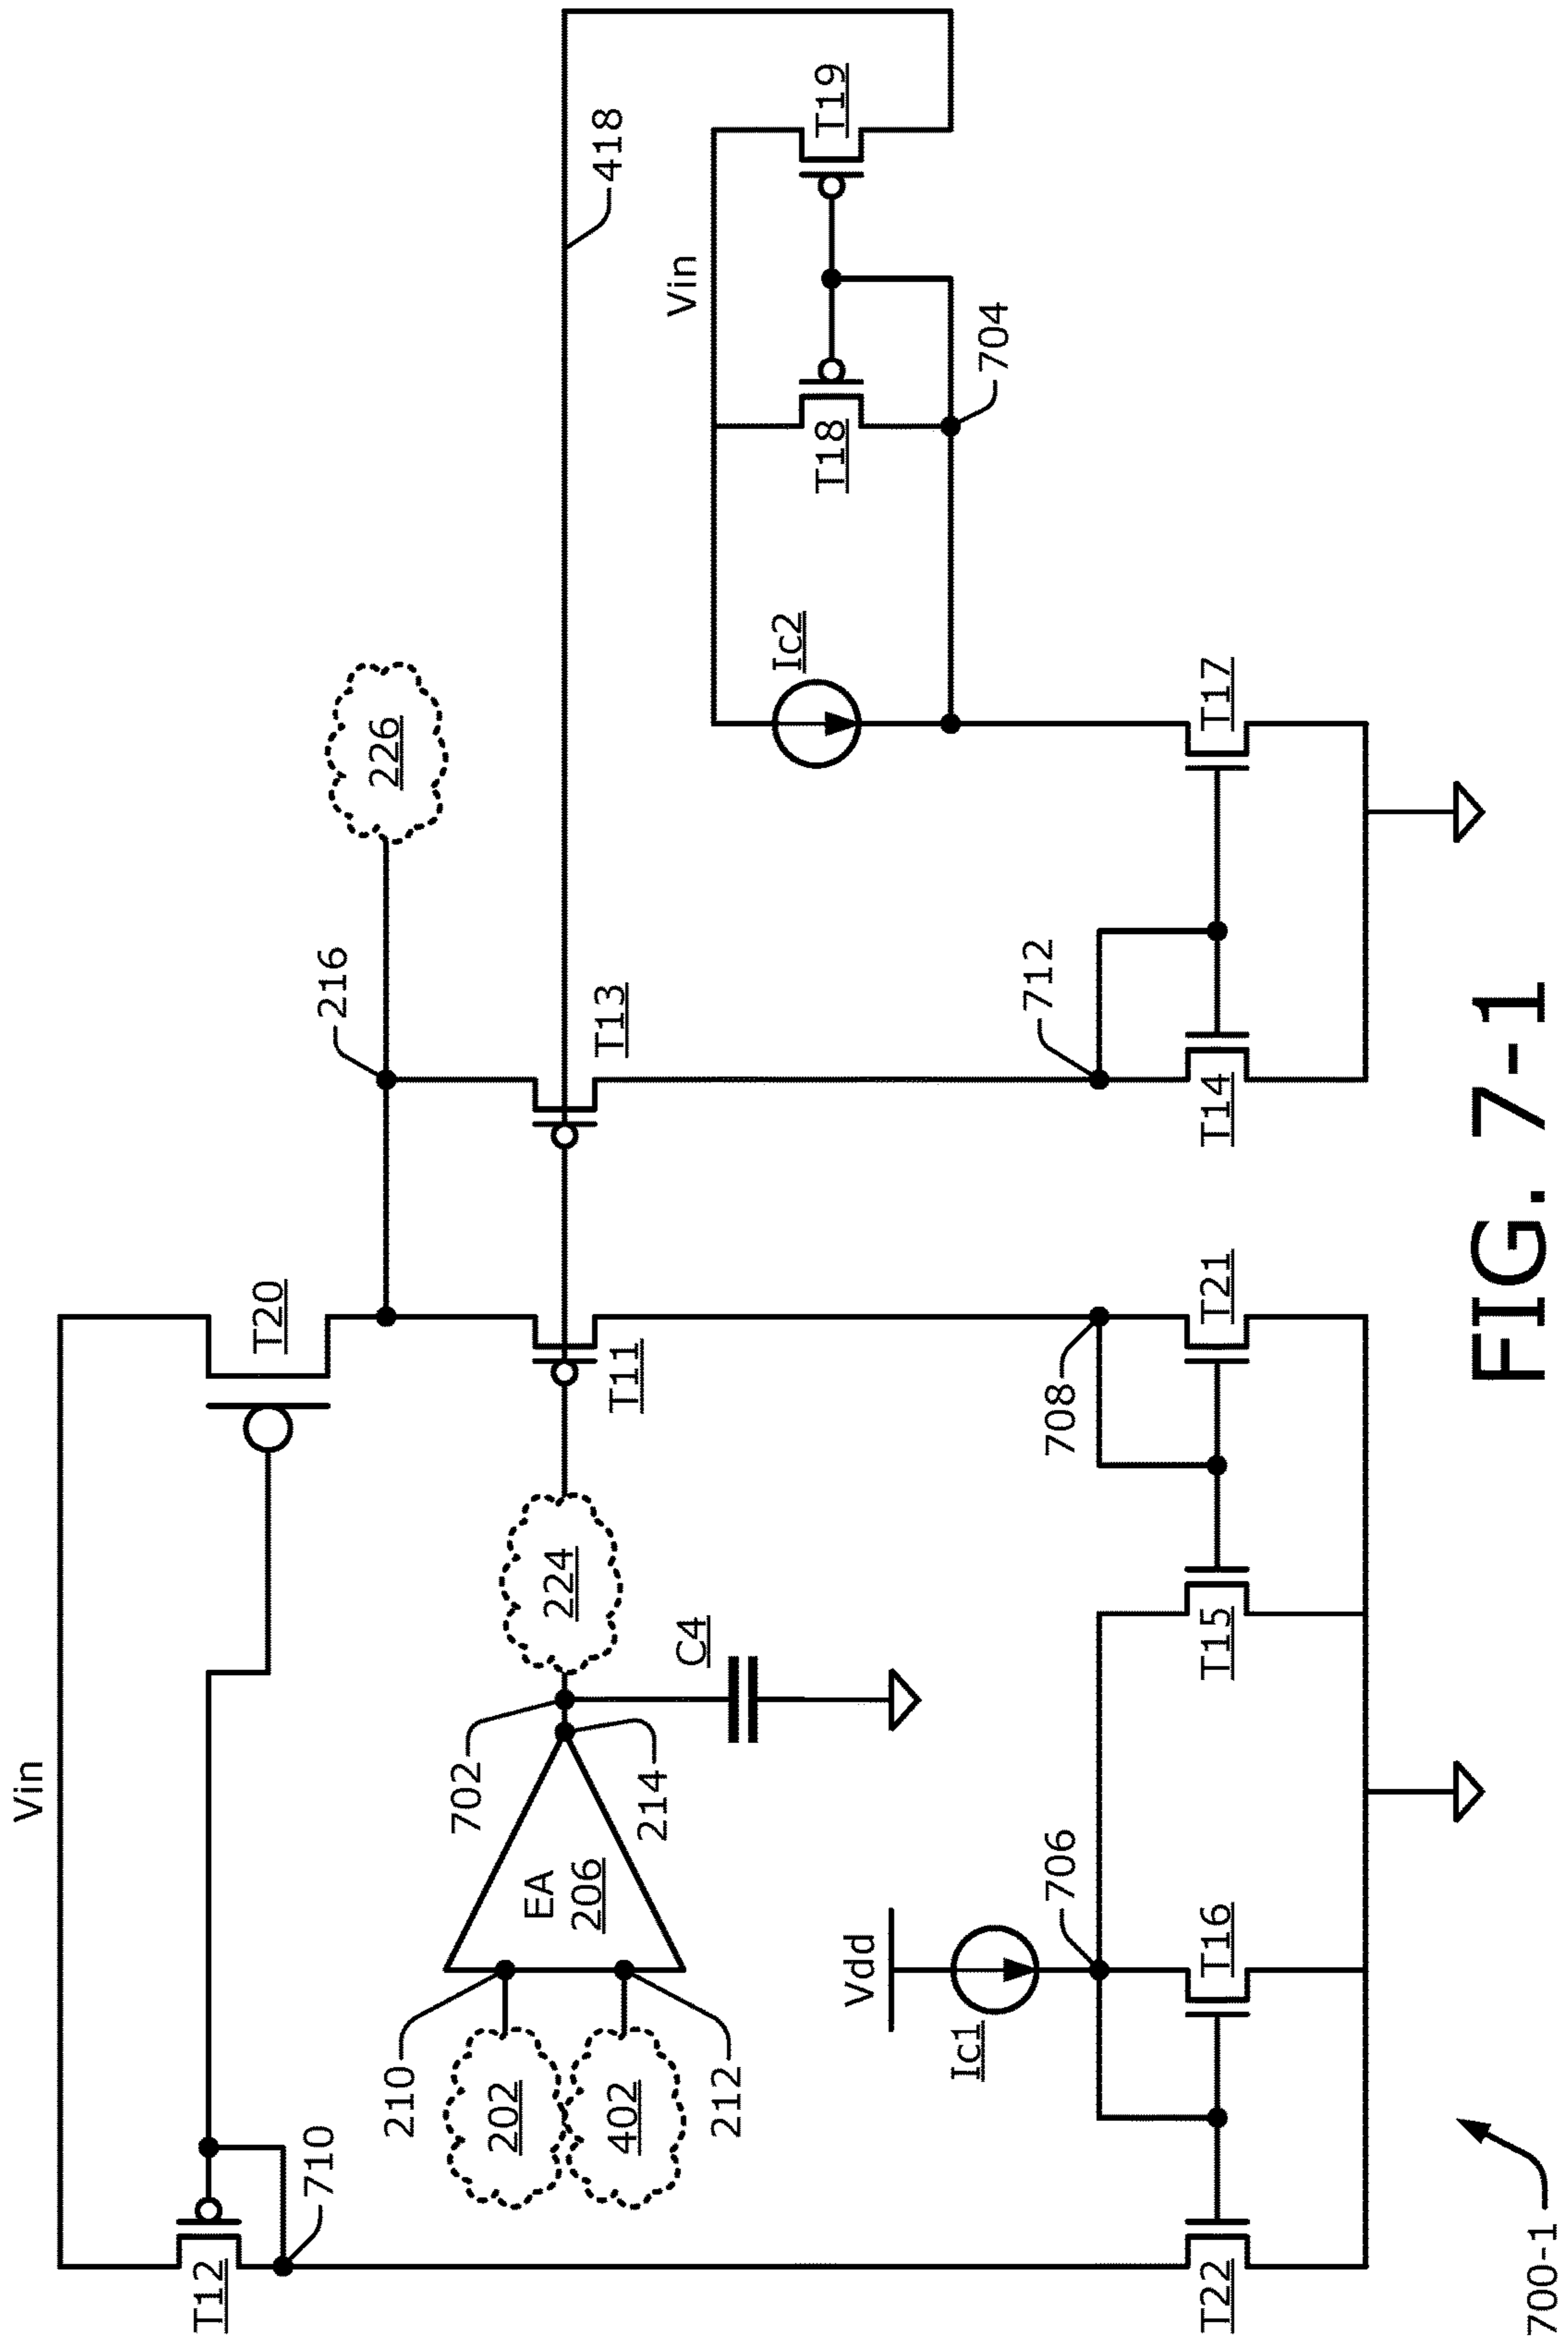 Vin
T12
710
T20
216
226
210
202
402
212
EA
206
702
214
224
C4
T11
T13
418
Vin
T19
T18
704
Ic2
Vdd
Ic1
706
708
712
T22
T16
T15
T21
T14
T17
700-1
FIG. 7-1